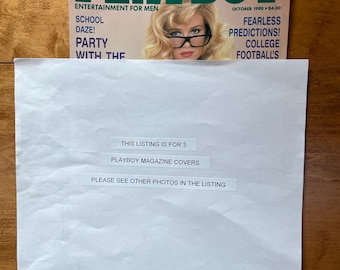 ENTERTAINMENT FOR MEN
OCTOBER 1990 • $4.00
SCHOOL
DAZE!
PARTY
WITH THE
FEARLESS
PREDICTIONS!
COLLEGE
FOOTBALL'S
THIS LISTING IS FOR 3
PLAYBOY MAGAZINE COVERS
PLEASE SEE OTHER PHOTOS IN THE LISTING